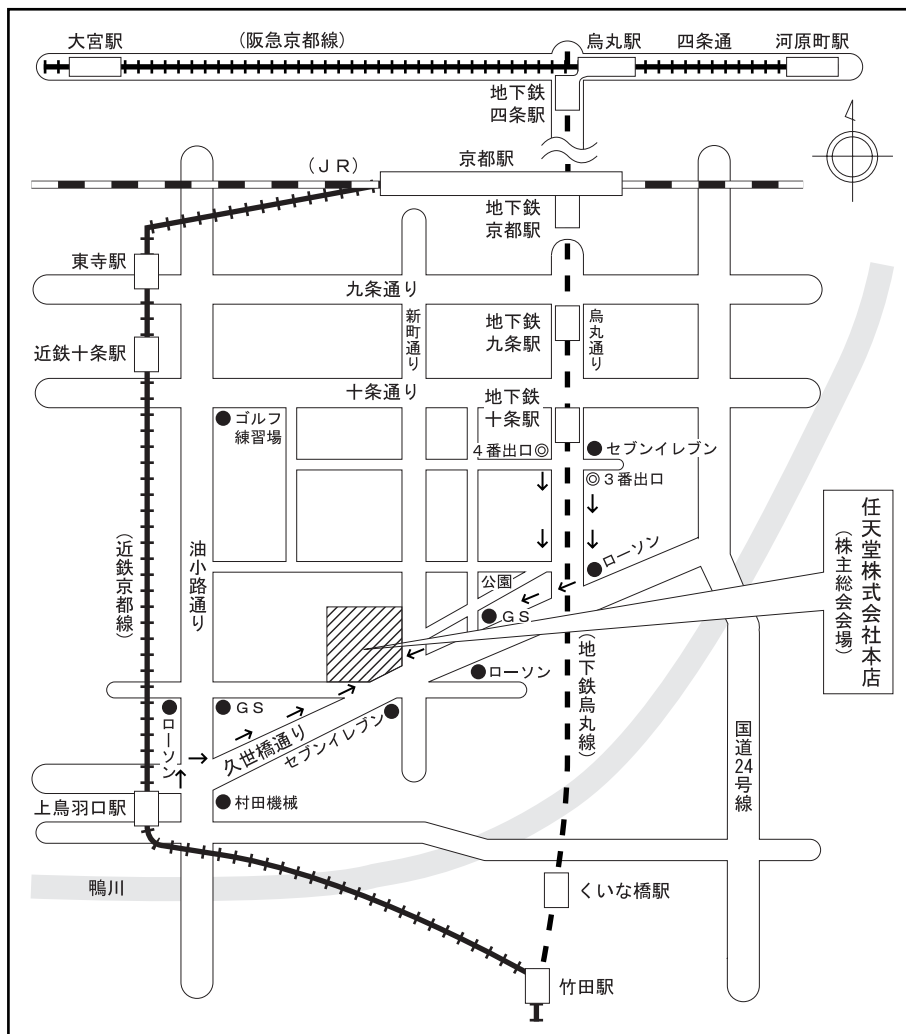 大宮駅
(阪急京都線)
烏丸駅
四条通
河原町駅
地下鉄
四条駅
京都駅
(JR)
地下鉄
京都駅
東寺駅
九条通り
新町通り
地下鉄
九条駅
烏丸通り
近鉄十条駅
十条通り
地下鉄
十条駅
ゴルフ
練習場
4番出口◎
セブンイレブン
◎3番出口
任天堂株式会社本店
(株主総会会場)
(近鉄京都線)
油小路通り
公園
ローソン
GS
(地下鉄烏丸線)
ローソン
GS
ローソン
久世橋通り
セブンイレブン
国道24号線
上鳥羽口駅
村田機械
鴨川
くいな橋駅
竹田駅